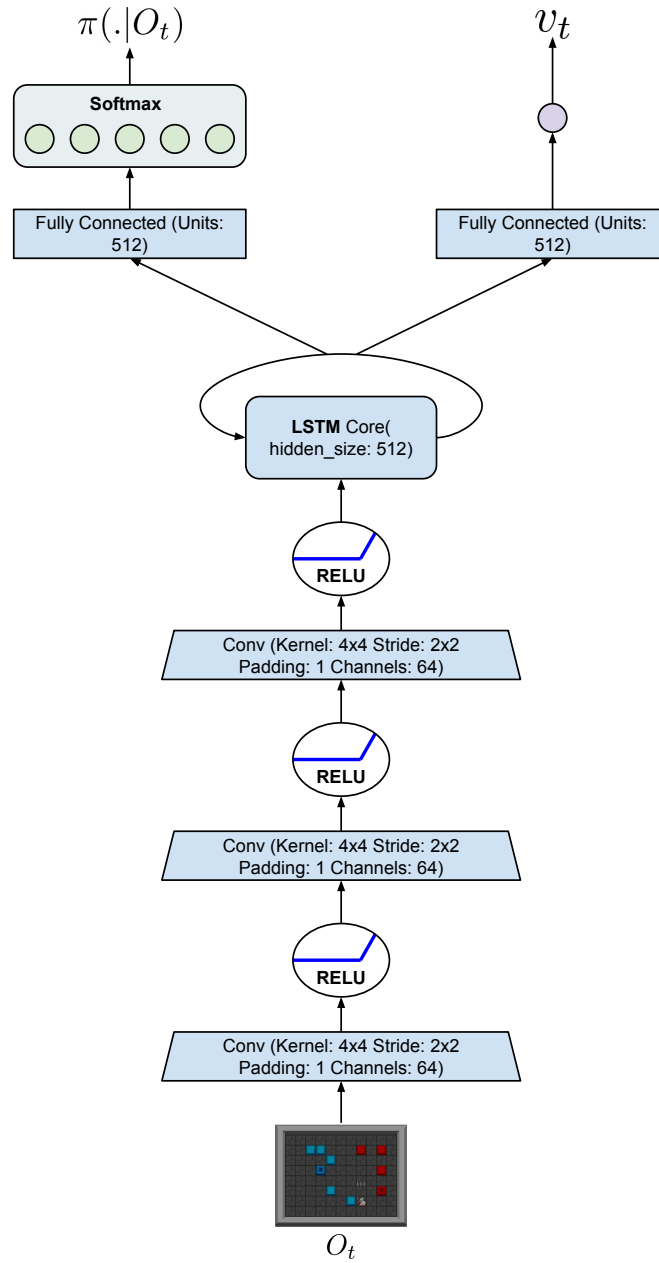 π(.|O_t)
v_t
Softmax
Fully Connected (Units:
512)
Fully Connected (Units:
512)
LSTM Core(
hidden_size: 512)
RELU
Conv (Kernel: 4x4 Stride: 2x2
Padding: 1 Channels: 64)
RELU
Conv (Kernel: 4x4 Stride: 2x2
Padding: 1 Channels: 64)
RELU
Conv (Kernel: 4x4 Stride: 2x2
Padding: 1 Channels: 64)
O_t